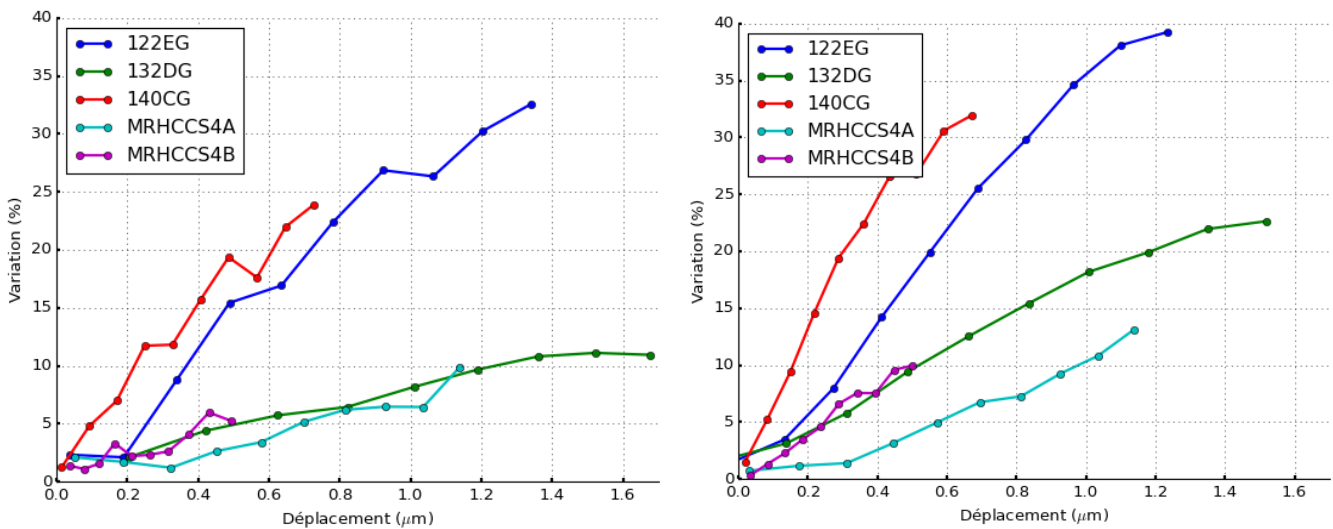 40
35
30
25
20
15
10
5
0
Variation (%)
122EG
132DG
140CG
MRHCCS4A
MRHCCS4B
0.0 0.2 0.4 0.6 0.8 1.0 1.2 1.4 1.6
Déplacement (μm)
40
35
30
25
20
15
10
5
0
Variation (%)
122EG
132DG
140CG
MRHCCS4A
MRHCCS4B
0.0 0.2 0.4 0.6 0.8 1.0 1.2 1.4 1.6
Déplacement (μm)